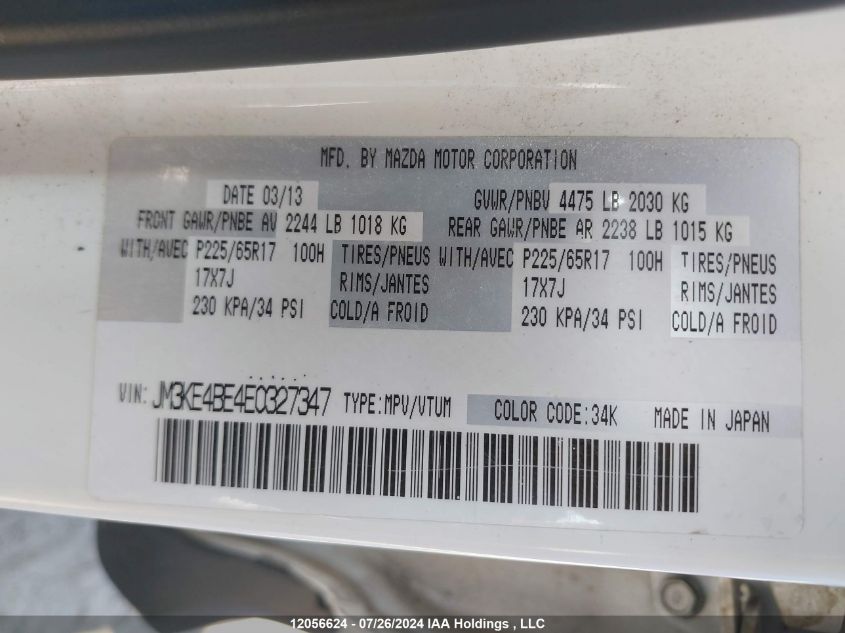 MFD. BY MAZDA MOTOR CORPORATION
DATE 03/13 GVWR/PNBV 4475 LB 2030 KG
FRONT GAWR/PNBE AV 2244 LB 1018 KG REAR GAWR/PNBE AR 2238 LB 1015 KG
WITH/AVEC P225/65R17 100H TIRES/PNEUS WITH/AVEC P225/65R17 100H TIRES/PNEUS
17X7J RIMS/JANTES 17X7J RIMS/JANTES
230 KPA/34 PSI COLD/A FROID 230 KPA/34 PSI COLD/A FROID
VIN: JM3KE4BE4E0327347 TYPE:MPV/VTUM COLOR CODE:34K MADE IN JAPAN
12056624 - 07/26/2024 IAA Holdings , LLC